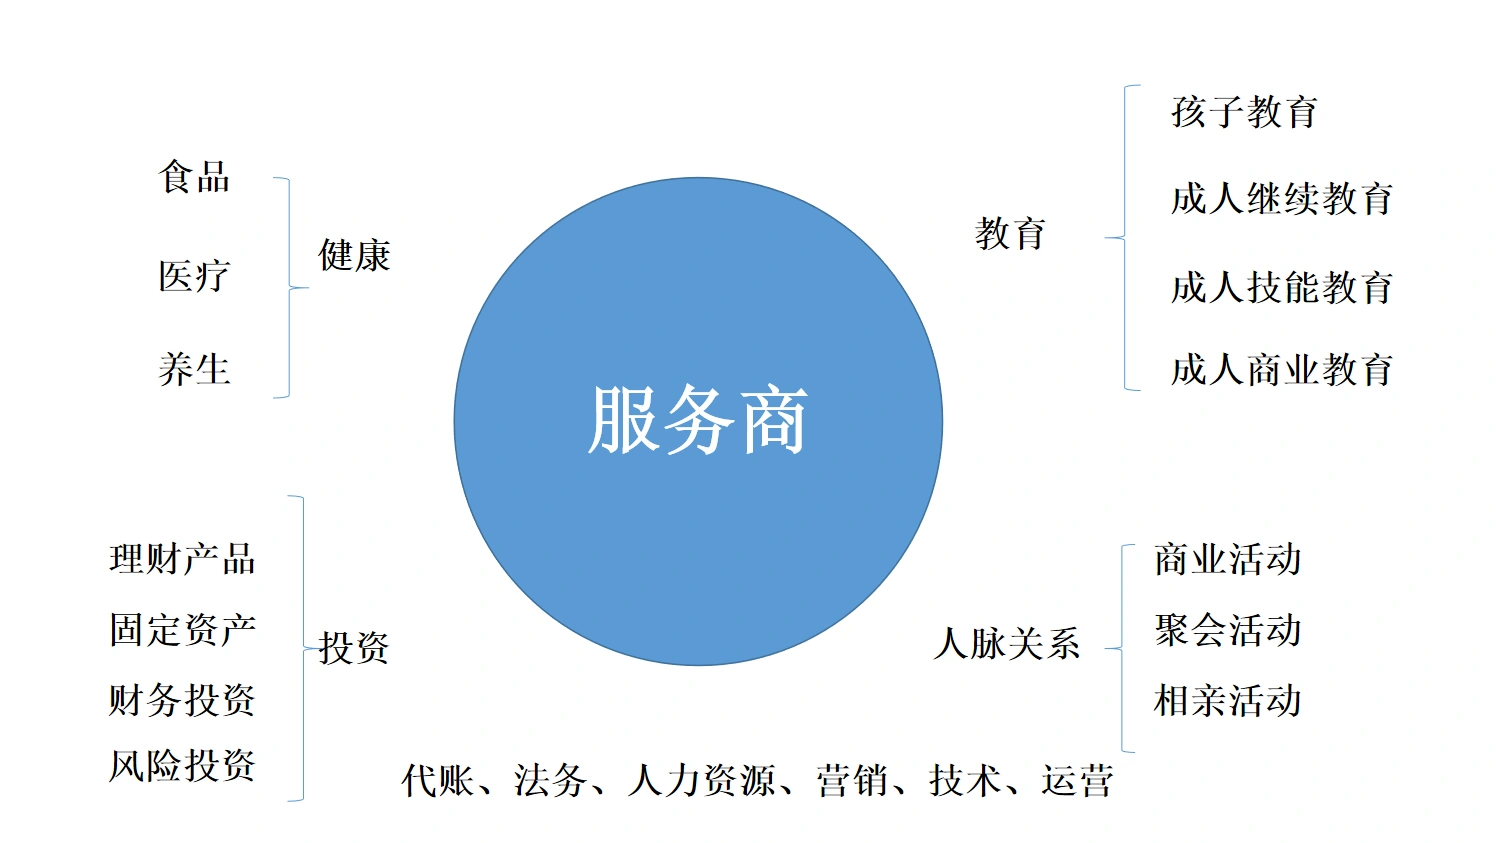 食品
医疗
养生
健康
服务商
教育
孩子教育
成人继续教育
成人技能教育
成人商业教育
理财产品
固定资产
财务投资
风险投资
投资
人脉关系
商业活动
聚会活动
相亲活动
代账、法务、人力资源、营销、技术、运营